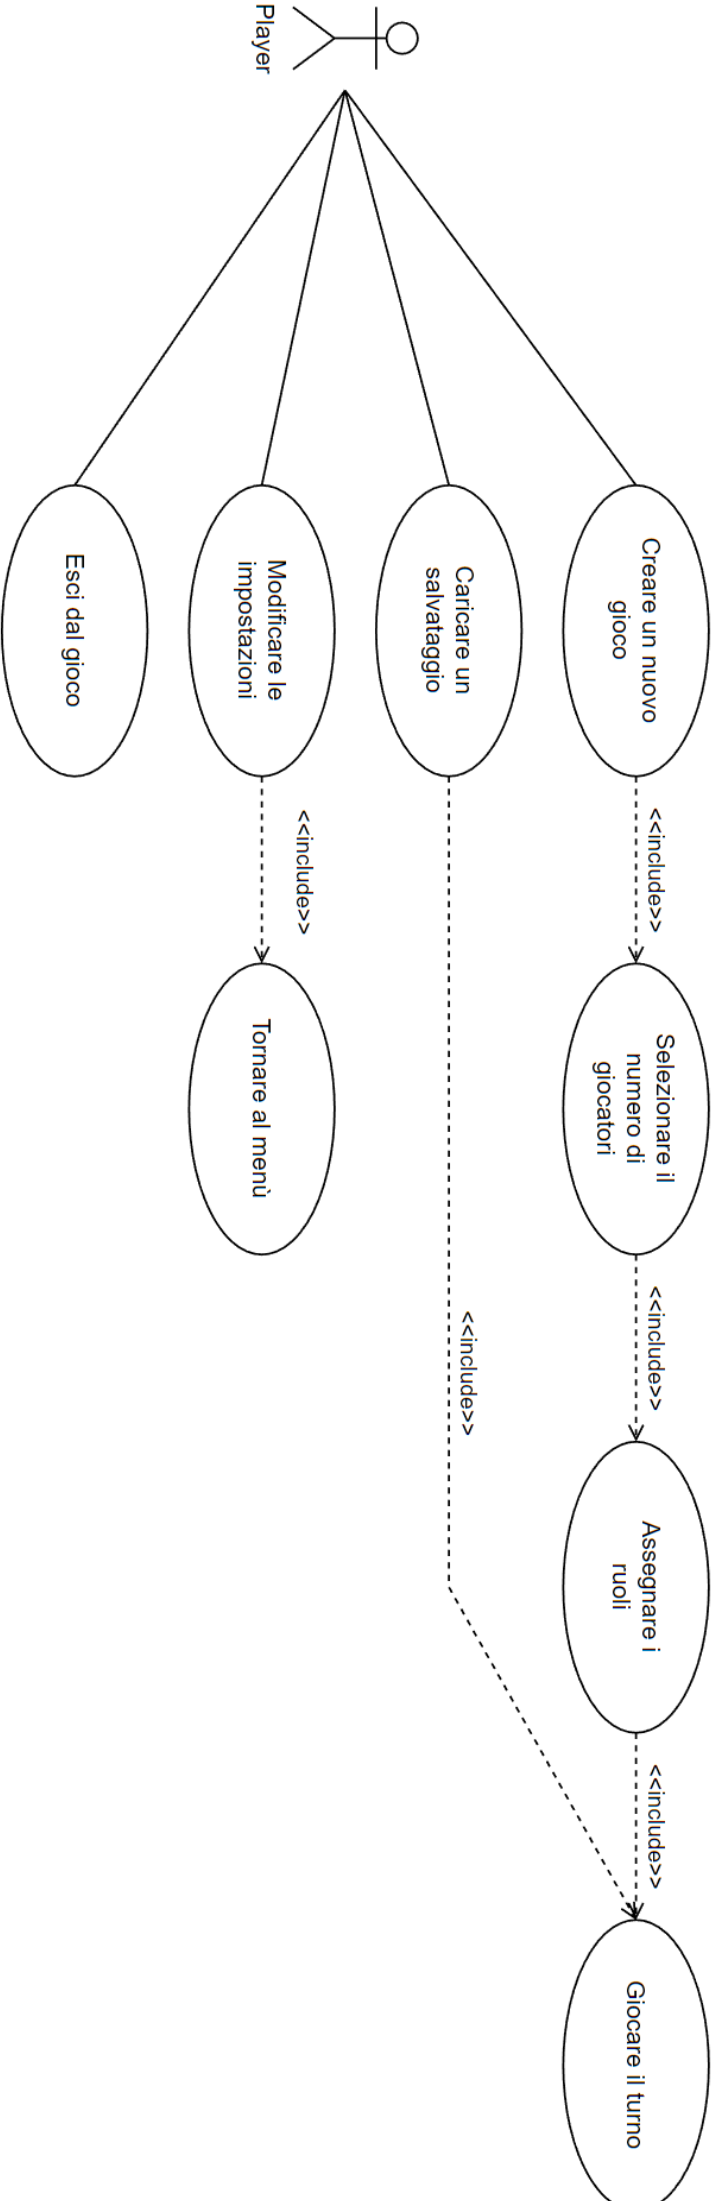 Player
Creare un nuovo
gioco
<<include>>
Selezionare il
numero di
giocatori
<<include>>
Assegnare i
ruoli
<<include>>
Giocare il turno
Caricare un
salvataggio
<<include>>
Modificare le
impostazioni
<<include>>
Tornare al menù
Esci dal gioco